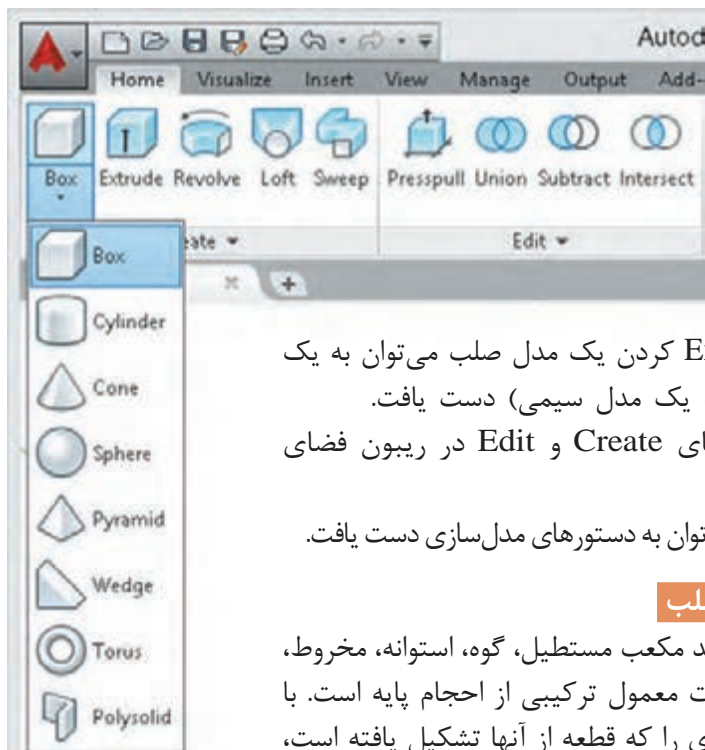 Autod
Home Visualize Insert View Manage Output Add-
Box Extrude Revolve Loft Sweep Presspull Union Subtract Intersect
eate Edit
Box
Cylinder
Cone
Sphere
Pyramid
Wedge
Torus
Polysolid
کردن یک مدل صلب می‌توان به یک
یک مدل سیمی) دست یافت.
ای Create و Edit در ریبون فضای
توان به دستورهای مدل‌سازی دست یافت.
لب
د مکعب مستطیل، گوه، استوانه، مخروط،
ت معمول ترکیبی از احجام پایه است. با
ی را که قطعه از آنها تشکیل یافته است،